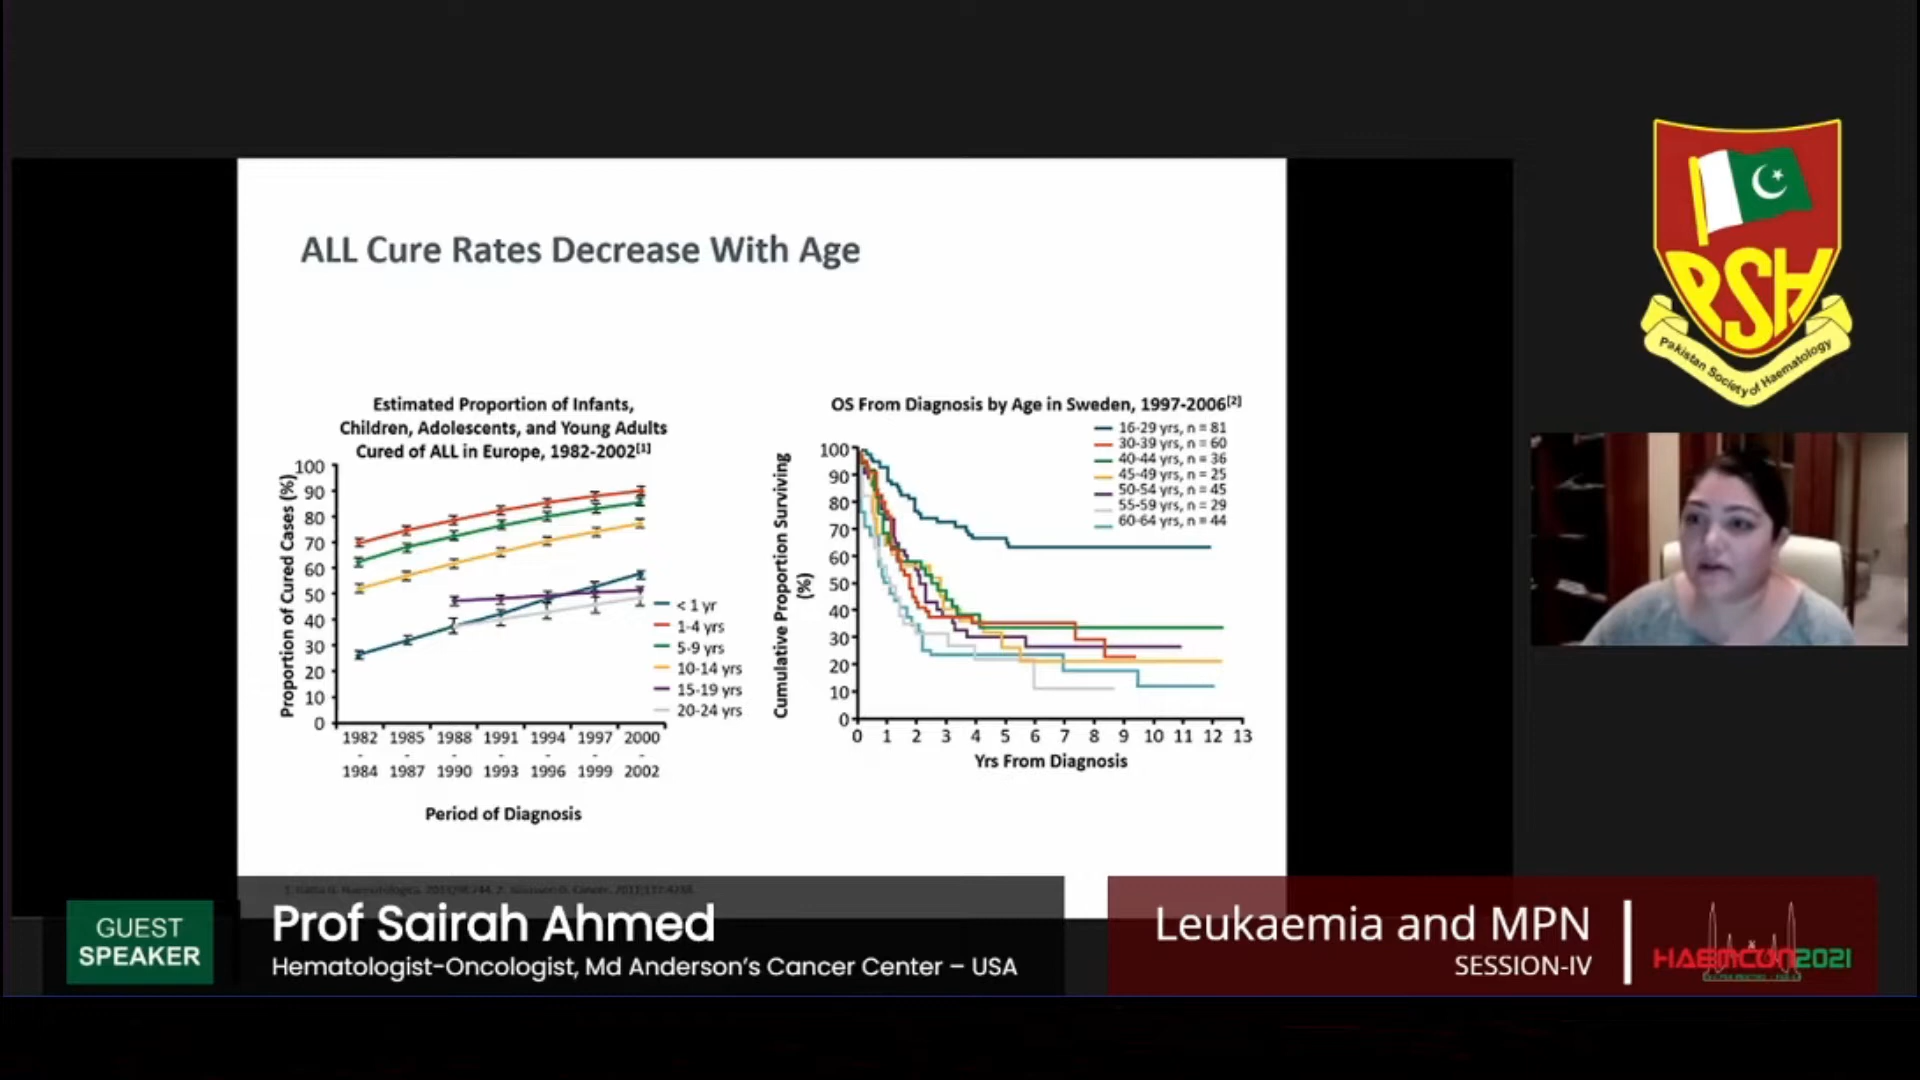 ALL Cure Rates Decrease With Age
Estimated Proportion of Infants,
Children, Adolescents, and Young Adults
Cured of ALL in Europe, 1982-2002[1]
Proportion of Cured Cases (%)
100
90
80
70
60
50
40
30
20
10
0
1982 1985 1988 1991 1994 1997 2000
- - - - - - -
1984 1987 1990 1993 1996 1999 2002
Period of Diagnosis
< 1 yr
1-4 yrs
5-9 yrs
10-14 yrs
15-19 yrs
20-24 yrs
OS From Diagnosis by Age in Sweden, 1997-2006[2]
16-29 yrs, n = 81
30-39 yrs, n = 60
40-44 yrs, n = 36
45-49 yrs, n = 25
50-54 yrs, n = 45
55-59 yrs, n = 29
60-64 yrs, n = 44
Cumulative Proportion Surviving
(%)
100
90
80
70
60
50
40
30
20
10
0
0 1 2 3 4 5 6 7 8 9 10 11 12 13
Yrs From Diagnosis
PSH
Pakistan Society of Haematology
GUEST
SPEAKER
Prof Sairah Ahmed
Hematologist-Oncologist, Md Anderson's Cancer Center – USA
Leukaemia and MPN
SESSION-IV
HAEMCON2021